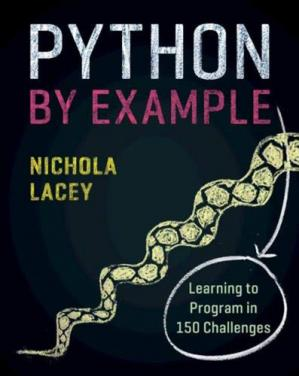 PYTHON
BY EXAMPLE
NICHOLA
LACEY
Learning to
Program in
150 Challenges